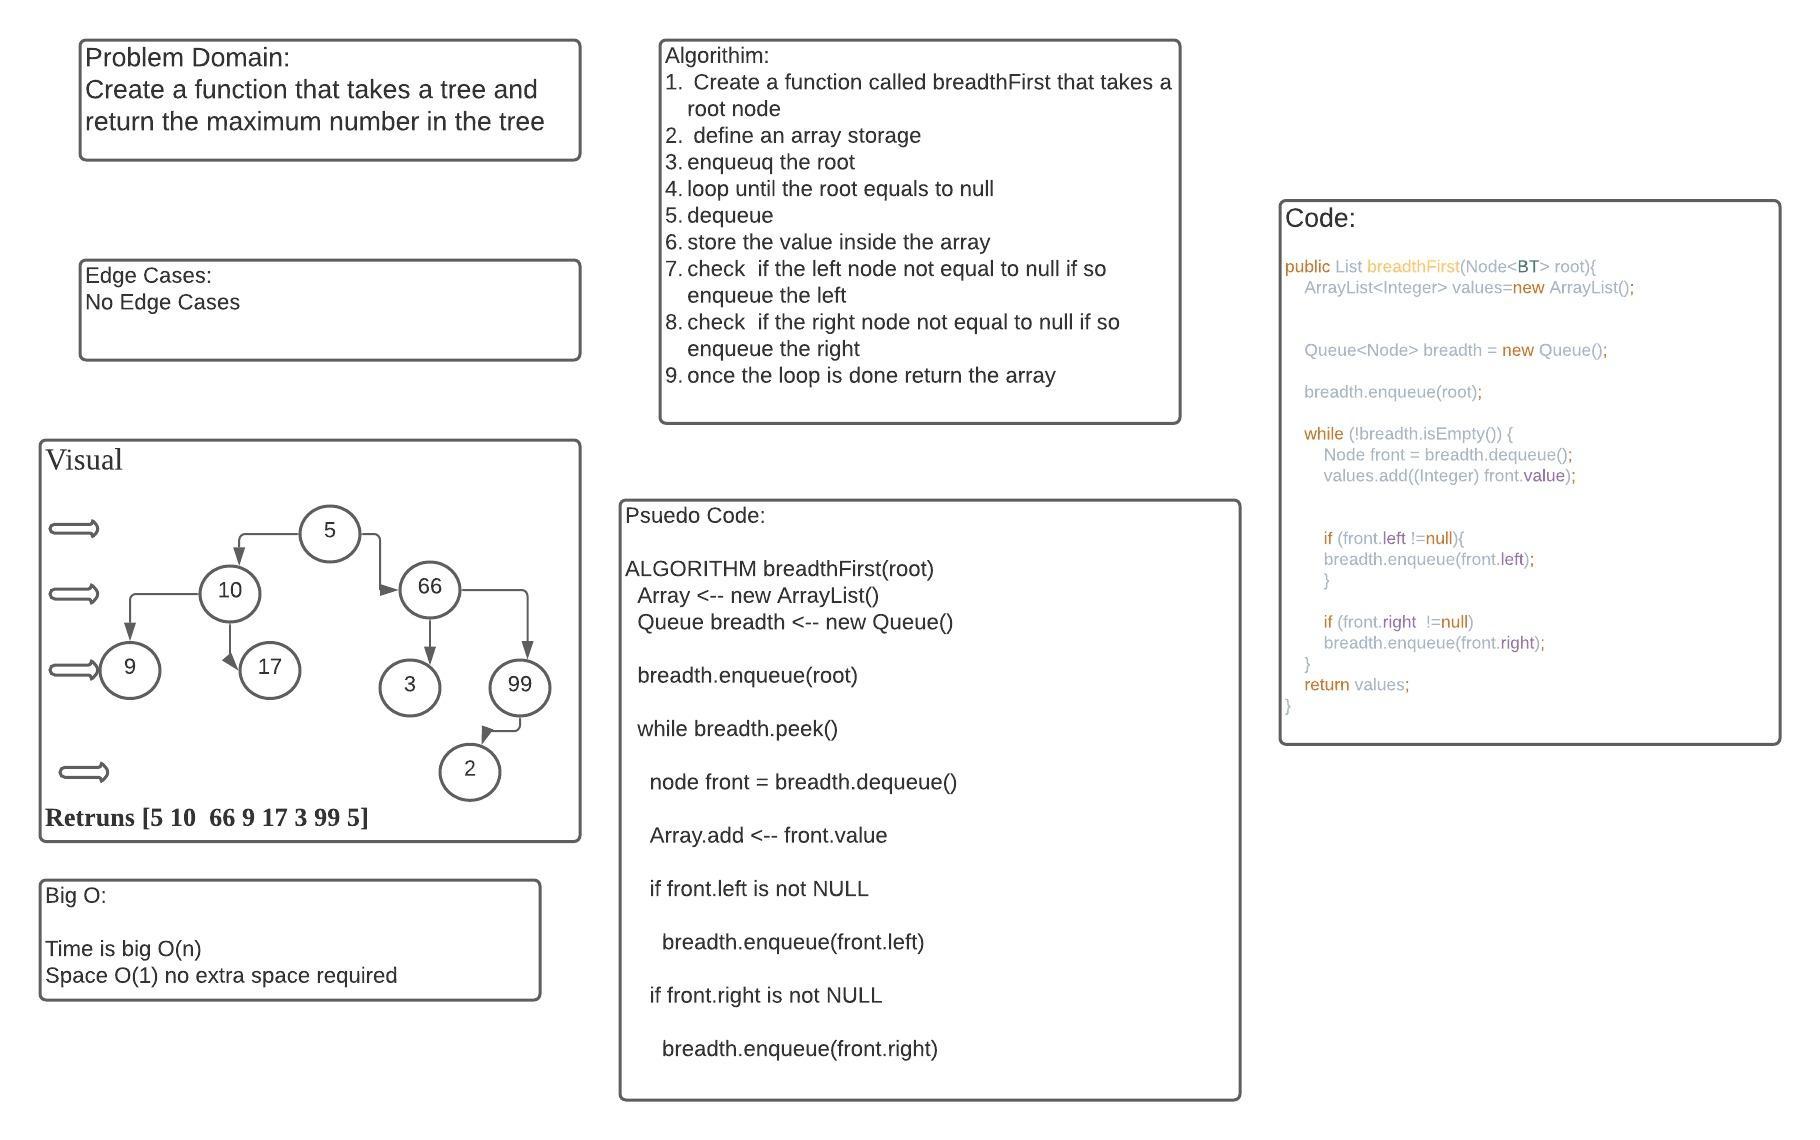 Problem Domain:
Create a function that takes a tree and
return the maximum number in the tree
Edge Cases:
No Edge Cases
Visual
5
10
66
9
17
3
99
2
Retruns [5 10  66 9 17 3 99 5]
Big O:
Time is big O(n)
Space O(1) no extra space required
Algorithim:
1.  Create a function called breadthFirst that takes a
root node
2.  define an array storage
3. enqueuq the root
4. loop until the root equals to null
5. dequeue
6. store the value inside the array
7. check  if the left node not equal to null if so
enqueue the left
8. check  if the right node not equal to null if so
enqueue the right
9. once the loop is done return the array
Psuedo Code:
ALGORITHM breadthFirst(root)
Array <-- new ArrayList()
Queue breadth <-- new Queue()
breadth.enqueue(root)
while breadth.peek()
node front = breadth.dequeue()
Array.add <-- front.value
if front.left is not NULL
breadth.enqueue(front.left)
if front.right is not NULL
breadth.enqueue(front.right)
Code:
public List breadthFirst(Node<BT> root){
ArrayList<Integer> values=new ArrayList();
Queue<Node> breadth = new Queue();
breadth.enqueue(root);
while (!breadth.isEmpty()) {
Node front = breadth.dequeue();
values.add((Integer) front.value);
if (front.left !=null){
breadth.enqueue(front.left);
}
if (front.right  !=null)
breadth.enqueue(front.right);
}
return values;
}